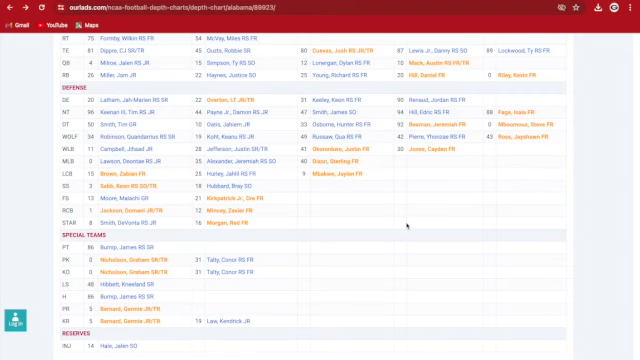 ourlads.com/ncaa-football-depth-charts/depth-chart/alabama/89923/
Gmail YouTube Maps
RT 75 Formby, Wilkin RS FR 54 McVay, Miles RS FR
TE 81 Dippre, CJ SR/TR 45 Ouzts, Robbie SR 80 Cuevas, Josh RS JR/TR 87 Lewis Jr., Danny RS SO 89 Lockwood, Ty RS FR
QB 4 Milroe, Jalen RS JR 15 Simpson, Ty RS SO 12 Lonergan, Dylan RS FR 10 Mack, Austin RS FR/TR
RB 26 Miller, Jam JR 22 Haynes, Justice SO 25 Young, Richard RS FR 20 Hill, Daniel FR 0 Riley, Kevin FR
DEFENSE
DE 20 Latham, Jah-Marien RS SR 22 Overton, LT JR/TR 31 Keeley, Keon RS FR 90 Renaud, Jordan RS FR
NT 96 Keenan III, Tim RS JR 44 Payne Jr., Damon RS JR 47 Smith, James SO 94 Hill, Edric RS FR 88 Faga, Isaia FR
DT 50 Smith, Tim GR 10 Oatis, Jaheim JR 33 Osborne, Hunter RS FR 92 Beaman, Jeremiah FR 0 Mboumoua, Steve FR
WOLF 34 Robinson, Quandarrius RS SR 19 Koht, Keanu RS JR 49 Russaw, Qua RS FR 42 Pierre, Yhonzae RS FR 43 Ross, Jayshawn FR
WLB 11 Campbell, Jihaad JR 28 Jefferson, Justin SR/TR 41 Okoronkwo, Justin FR 30 Jones, Cayden FR
MLB 0 Lawson, Deontae RS JR 35 Alexander, Jeremiah RS SO 40 Dixon, Sterling FR
LCB 15 Brown, Zabien FR 25 Hurley, Jahlil RS FR 9 Mbakwe, Jaylen FR
SS 3 Sabb, Keon RS SO/TR 18 Hubbard, Bray SO
FS 13 Moore, Malachi GR 21 Kirkpatrick Jr., Dre FR
RCB 1 Jackson, Domani JR/TR 12 Mincey, Zavier FR
STAR 8 Smith, DeVonta RS JR 16 Morgan, Red FR
SPECIAL TEAMS
PT 86 Burnip, James RS SR
PK 0 Nicholson, Graham SR/TR 31 Talty, Conor RS FR
KO 0 Nicholson, Graham SR/TR 31 Talty, Conor RS FR
LS 48 Hibbett, Kneeland SR
H 86 Burnip, James RS SR
PR 5 Bernard, Germie JR/TR
KR 5 Bernard, Germie JR/TR 19 Law, Kendrick JR
RESERVES
INJ 14 Hale, Jalen SO
Log in